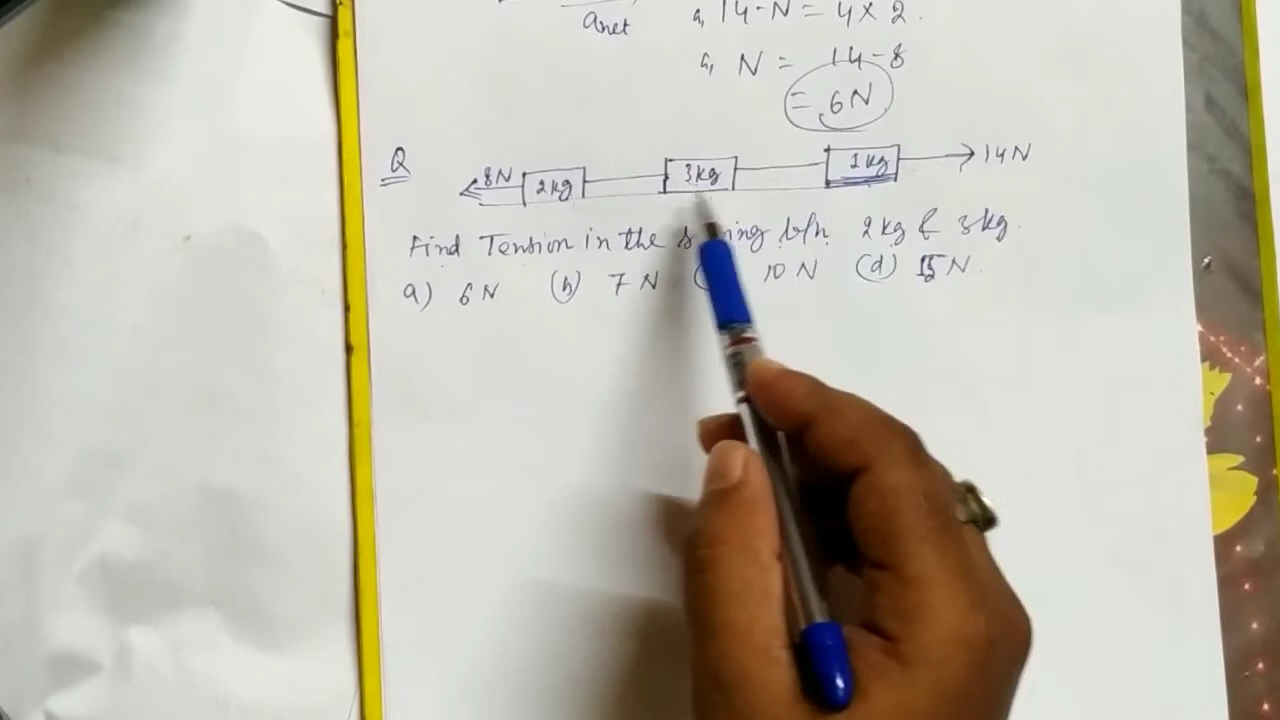 anet
a, 14-N = 4 x 2.
a, N = 14-8
= 6N
Q
8N 2kg 3kg 1kg 14N
Find Tension in the b/n 2kg & 3kg.
a) 6N (b) 7N 10N (d) N.